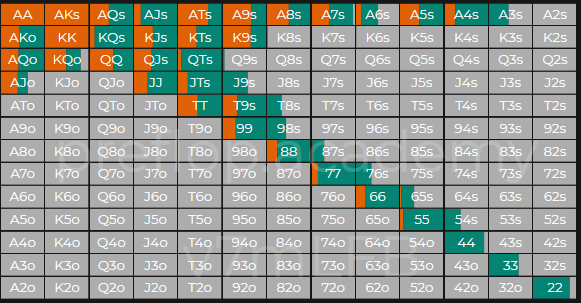 AA AKs AQs AJs ATs A9s A8s A7s A6s A5s A4s A3s A2s
AKo KK KQs KJs KTs K9s K8s K7s K6s K5s K4s K3s K2s
AQo KQo QQ QJs QTs Q9s Q8s Q7s Q6s Q5s Q4s Q3s Q2s
AJo KJo QJo JJ JTs J9s J8s J7s J6s J5s J4s J3s J2s
ATo KTo QTo JTo TT T9s T8s T7s T6s T5s T4s T3s T2s
A9o K9o Q9o J9o T9o 99 98s 97s 96s 95s 94s 93s 92s
A8o K8o Q8o J8o T8o 98o 88 87s 86s 85s 84s 83s 82s
preflop.academy
A7o K7o Q7o J7o T7o 97o 87o 77 76s 75s 74s 73s 72s
A6o K6o Q6o J6o T6o 96o 86o 76o 66 65s 64s 63s 62s
A5o K5o Q5o J5o T5o 95o 85o 75o 65o 55 54s 53s 52s
A4o K4o Q4o J4o T4o 94o 84o 74o 64o 54o 44 43s 42s
A3o K3o Q3o J3o T3o 93o 83o 73o 63o 53o 43o 33 32s
A2o K2o Q2o J2o T2o 92o 82o 72o 62o 52o 42o 32o 22